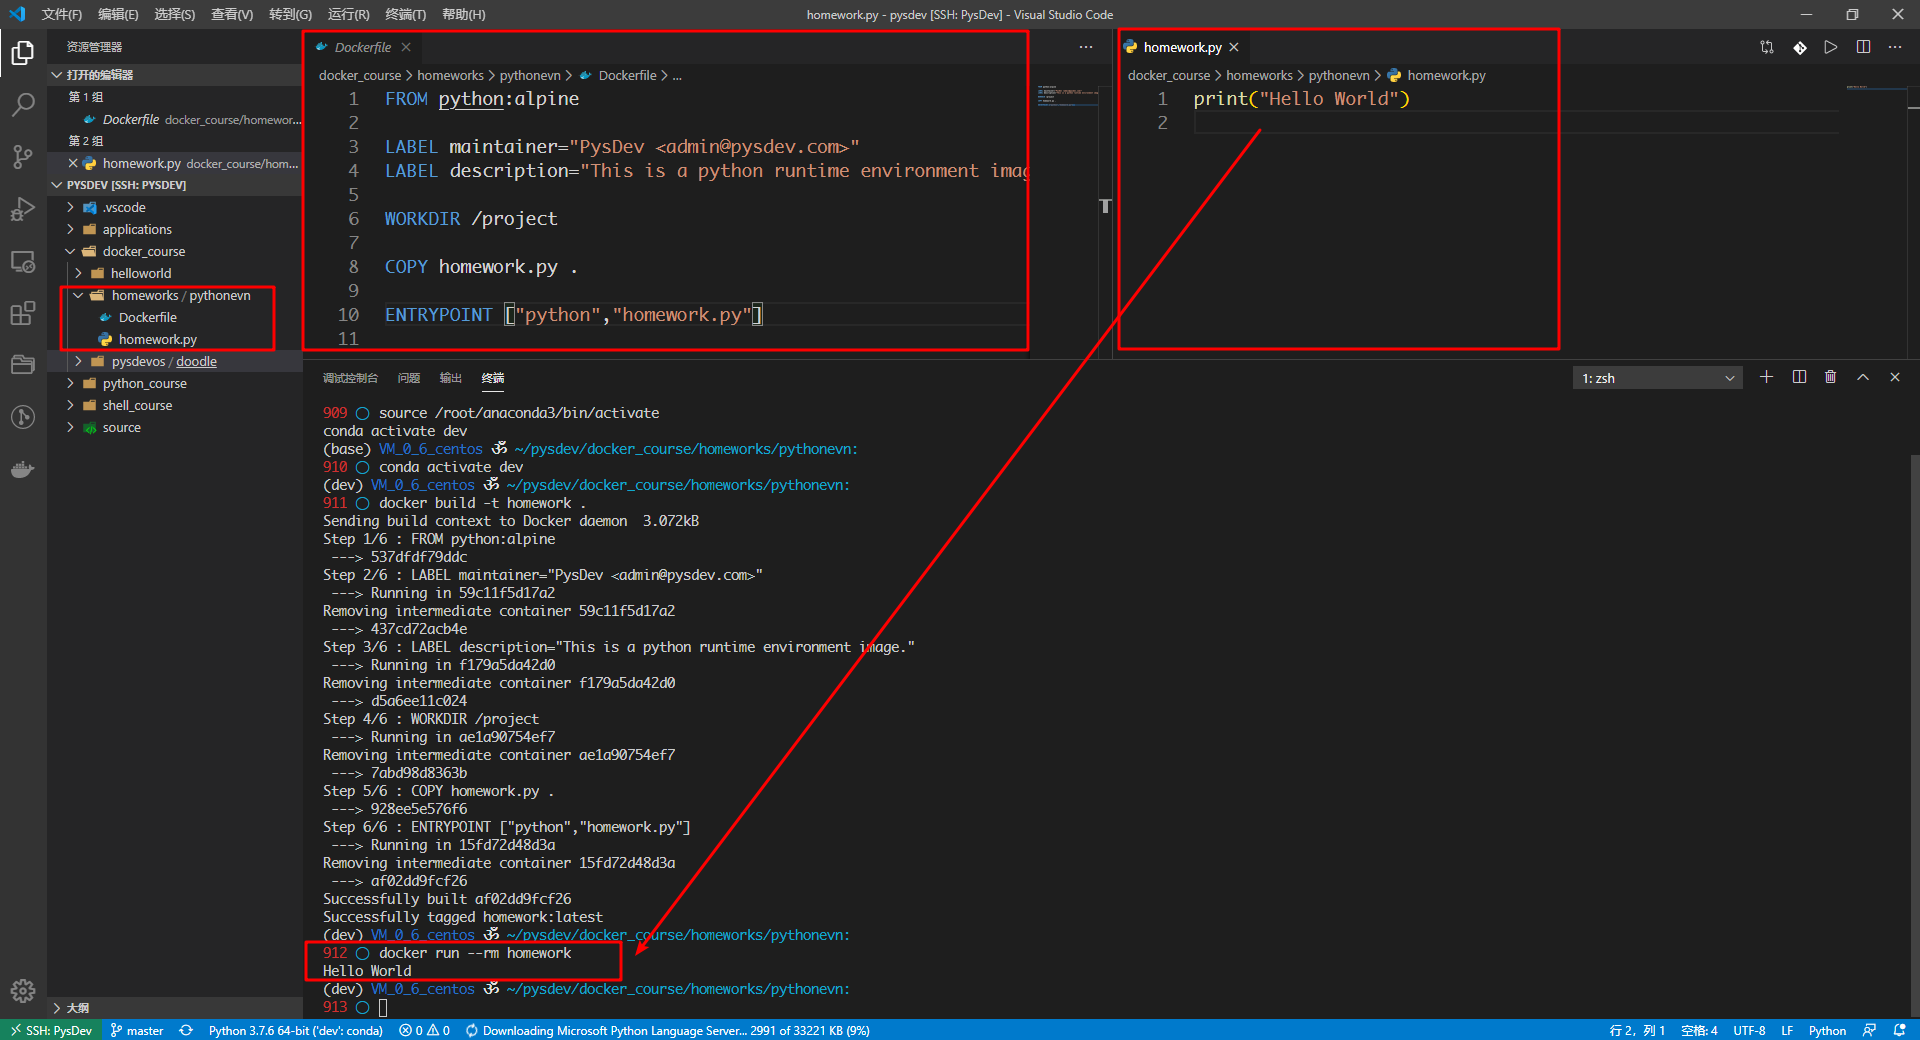 文件(F) 编辑(E) 选择(S) 查看(V) 转到(G) 运行(R) 终端(T) 帮助(H) homework.py - pysdev [SSH: PysDev] - Visual Studio Code
资源管理器
打开的编辑器
第 1 组
Dockerfile docker_course/homewor...
第 2 组
homework.py docker_course/hom...
PYSDEV [SSH: PYSDEV]
.vscode
applications
docker_course
helloworld
homeworks / pythonevn
Dockerfile
homework.py
pysdevos / doodle
python_course
shell_course
source
大纲
Dockerfile
docker_course > homeworks > pythonevn > Dockerfile > ...
1 FROM python:alpine
2
3 LABEL maintainer="PysDev <admin@pysdev.com>"
4 LABEL description="This is a python runtime environment imag
5
6 WORKDIR /project
7
8 COPY homework.py .
9
10 ENTRYPOINT ["python","homework.py"]
11
homework.py
docker_course > homeworks > pythonevn > homework.py
1 print("Hello World")
2
调试控制台 问题 输出 终端 1: zsh
909 source /root/anaconda3/bin/activate
conda activate dev
(base) VM_0_6_centos ॐ ~/pysdev/docker_course/homeworks/pythonevn:
910 conda activate dev
(dev) VM_0_6_centos ॐ ~/pysdev/docker_course/homeworks/pythonevn:
911 docker build -t homework .
Sending build context to Docker daemon 3.072kB
Step 1/6 : FROM python:alpine
---> 537dfdf79ddc
Step 2/6 : LABEL maintainer="PysDev <admin@pysdev.com>"
---> Running in 59c11f5d17a2
Removing intermediate container 59c11f5d17a2
---> 437cd72acb4e
Step 3/6 : LABEL description="This is a python runtime environment image."
---> Running in f179a5da42d0
Removing intermediate container f179a5da42d0
---> d5a6ee11c024
Step 4/6 : WORKDIR /project
---> Running in ae1a90754ef7
Removing intermediate container ae1a90754ef7
---> 7abd98d8363b
Step 5/6 : COPY homework.py .
---> 928ee5e576f6
Step 6/6 : ENTRYPOINT ["python","homework.py"]
---> Running in 15fd72d48d3a
Removing intermediate container 15fd72d48d3a
---> af02dd9fcf26
Successfully built af02dd9fcf26
Successfully tagged homework:latest
(dev) VM_0_6_centos ॐ ~/pysdev/docker_course/homeworks/pythonevn:
912 docker run --rm homework
Hello World
(dev) VM_0_6_centos ॐ ~/pysdev/docker_course/homeworks/pythonevn:
913
SSH: PysDev master Python 3.7.6 64-bit ('dev': conda) 0 0 Downloading Microsoft Python Language Server... 2991 of 33221 KB (9%) 行 2，列 1 空格: 4 UTF-8 LF Python